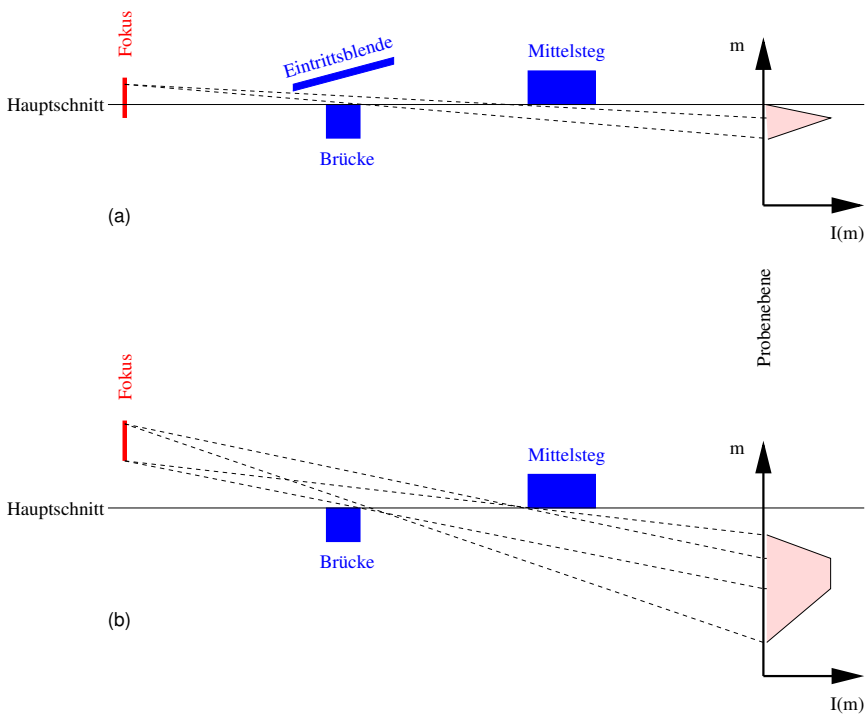 Fokus
Eintrittsblende
Mittelsteg
m
Hauptschnitt
Brücke
(a)
I(m)
Probenebene
Fokus
Mittelsteg
m
Hauptschnitt
Brücke
(b)
I(m)